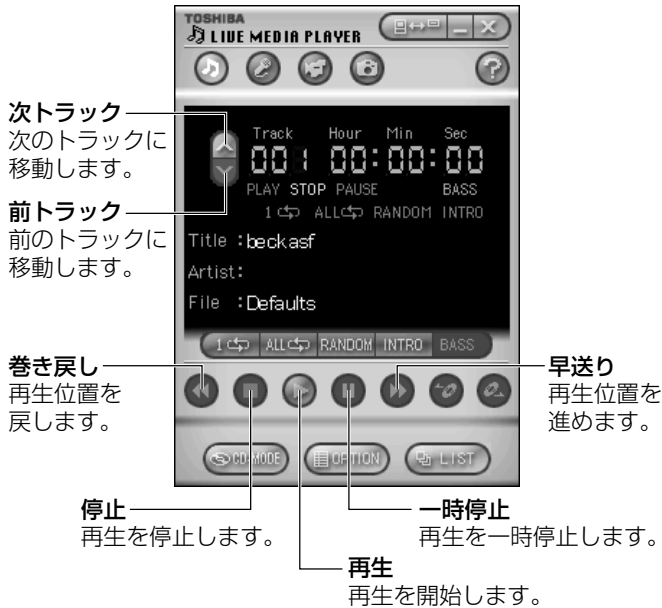 TOSHIBA
LIVE MEDIA PLAYER
?
次トラック
次のトラックに
移動します。
前トラック
前のトラックに
移動します。
Track Hour Min Sec
001 00:00:00
PLAY STOP PAUSE BASS
1 ALL RANDOM INTRO
Title :beckasf
Artist:
File :Defaults
1 ALL RANDOM INTRO BASS
巻き戻し
再生位置を
戻します。
早送り
再生位置を
進めます。
CD-MODE OPTION LIST
停止
再生を停止します。
一時停止
再生を一時停止します。
再生
再生を開始します。